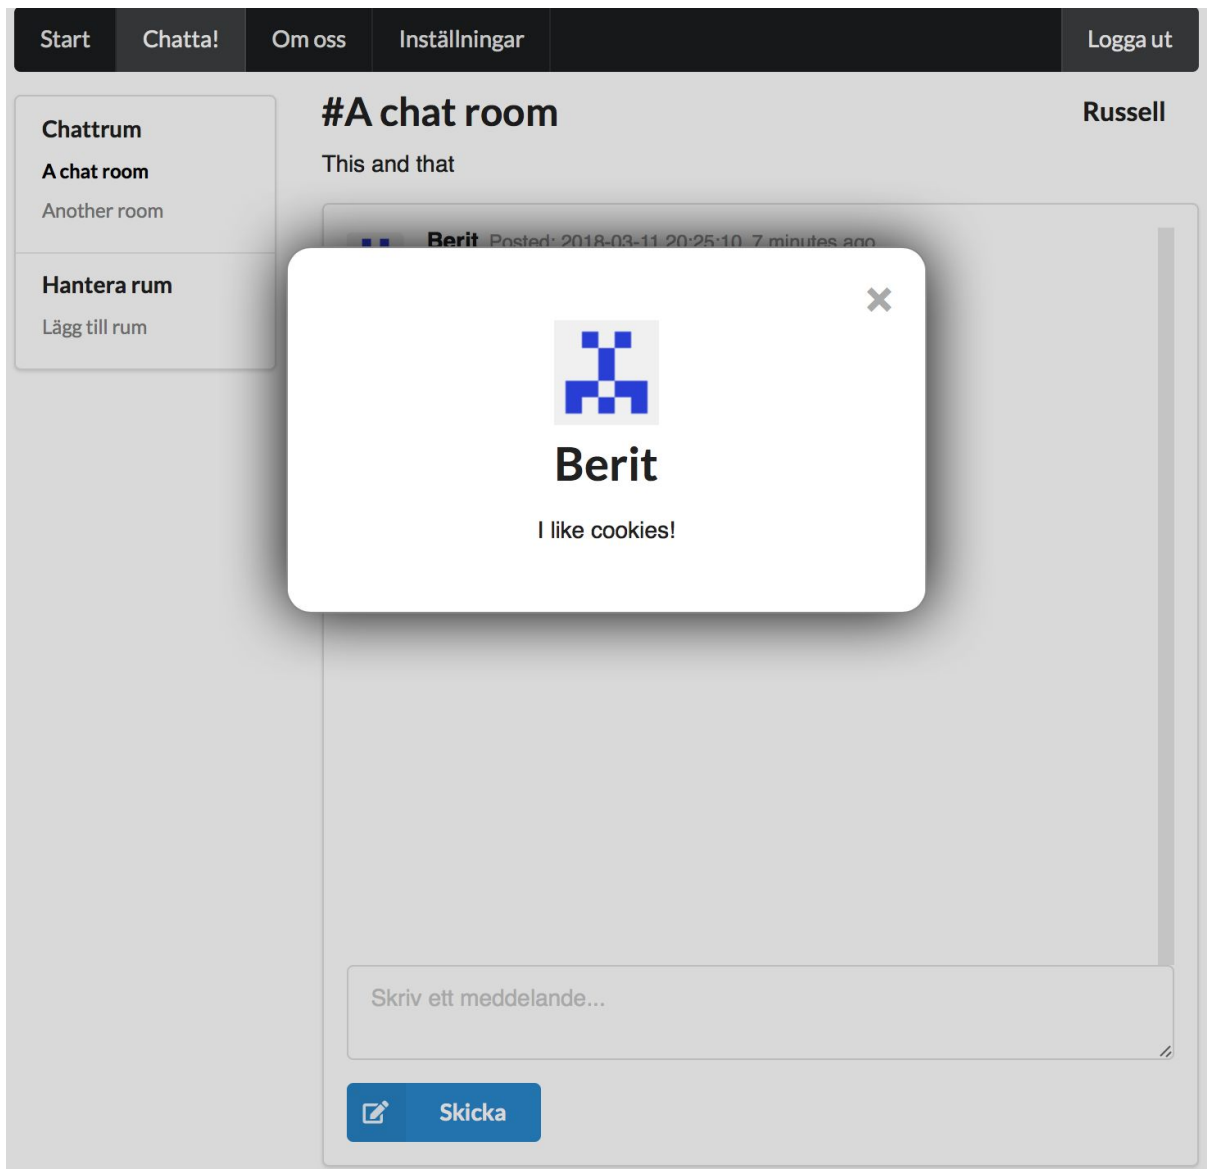 Start Chatta! Om oss Inställningar Logga ut
Chattrum
A chat room
Another room
Hantera rum
Lägg till rum
#A chat room Russell
This and that
Berit Posted: 2018-03-11 20:25:10 7 minutes ago
Berit
I like cookies!
Skriv ett meddelande...
Skicka